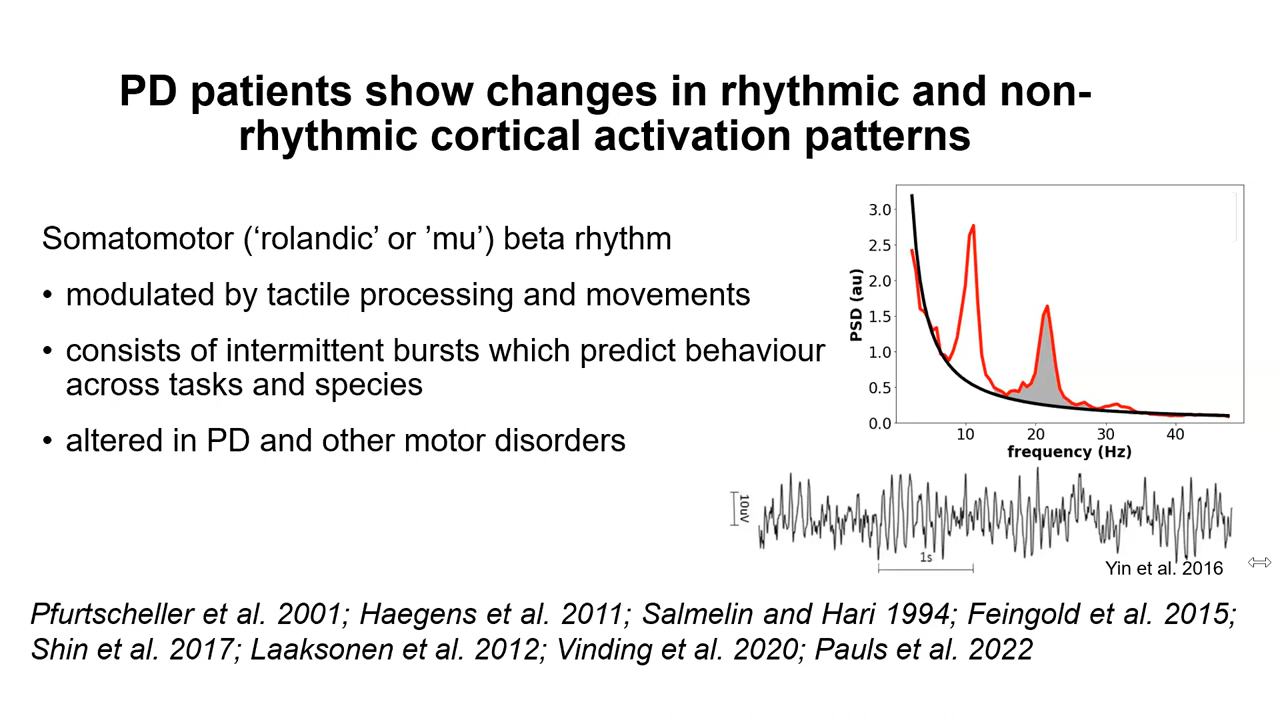 PD patients show changes in rhythmic and non-
rhythmic cortical activation patterns
Somatomotor (‘rolandic’ or ’mu’) beta rhythm
• modulated by tactile processing and movements
• consists of intermittent bursts which predict behaviour
across tasks and species
• altered in PD and other motor disorders
PSD (au)
3.0
2.5
2.0
1.5
1.0
0.5
0.0
10 20 30 40
frequency (Hz)
10uV
1s
Yin et al. 2016
Pfurtscheller et al. 2001; Haegens et al. 2011; Salmelin and Hari 1994; Feingold et al. 2015;
Shin et al. 2017; Laaksonen et al. 2012; Vinding et al. 2020; Pauls et al. 2022